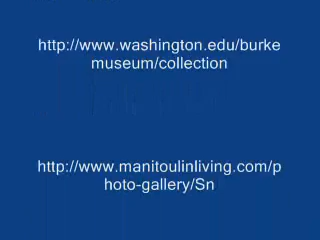 http://www.washington.edu/burke
museum/collection
http://www.manitoulinliving.com/p
hoto-gallery/Sn